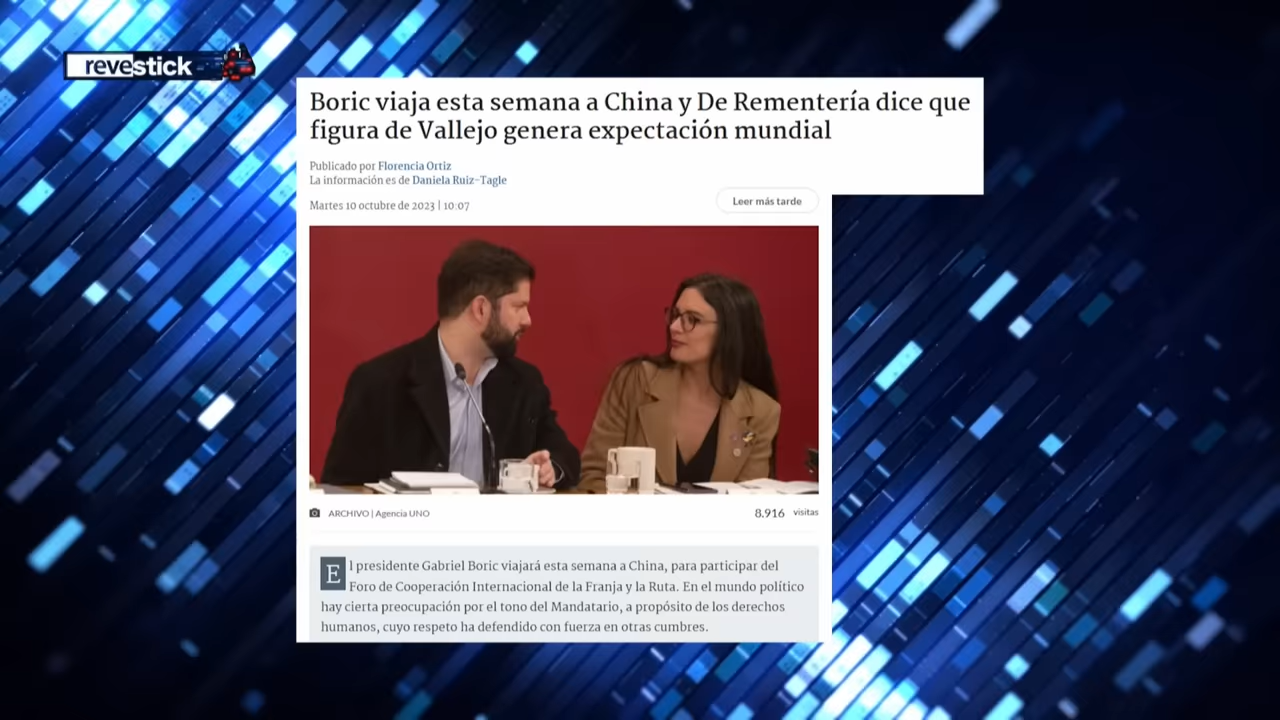 revestick
Boric viaja esta semana a China y De Rementería dice que
figura de Vallejo genera expectación mundial
Publicado por Florencia Ortiz
La información es de Daniela Ruiz-Tagle
Martes 10 octubre de 2023 | 10:07
Leer más tarde
ARCHIVO | Agencia UNO
8.916 visitas
El presidente Gabriel Boric viajará esta semana a China, para participar del
Foro de Cooperación Internacional de la Franja y la Ruta. En el mundo político
hay cierta preocupación por el tono del Mandatario, a propósito de los derechos
humanos, cuyo respeto ha defendido con fuerza en otras cumbres.